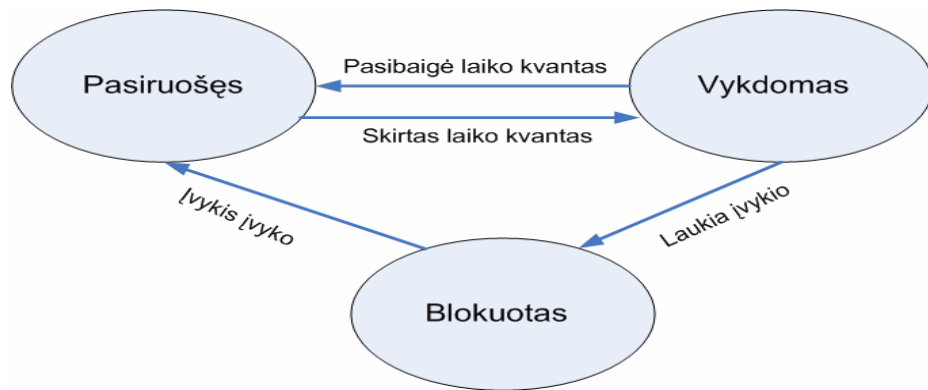 Pasiruošęs
Pasibaigė laiko kvantas
Vykdomas
Skirtas laiko kvantas
Įvykis įvyko
Laukia įvykio
Blokuotas